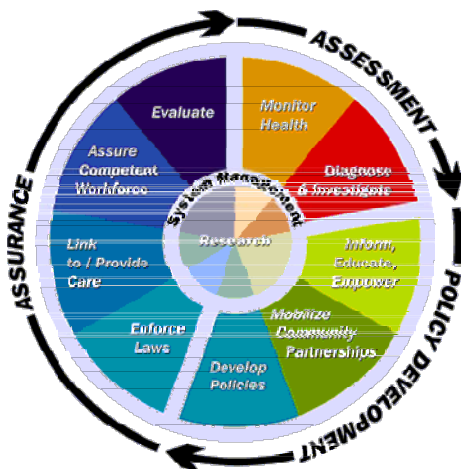 ASSESSMENT
Monitor
Health
Diagnose
& Investigate
POLICY DEVELOPMENT
Inform,
Educate,
Empower
Mobilize
Community
Partnerships
Develop
Policies
ASSURANCE
Enforce
Laws
Link
to / Provide
Care
Assure
Competent
Workforce
Evaluate
System Management
Research